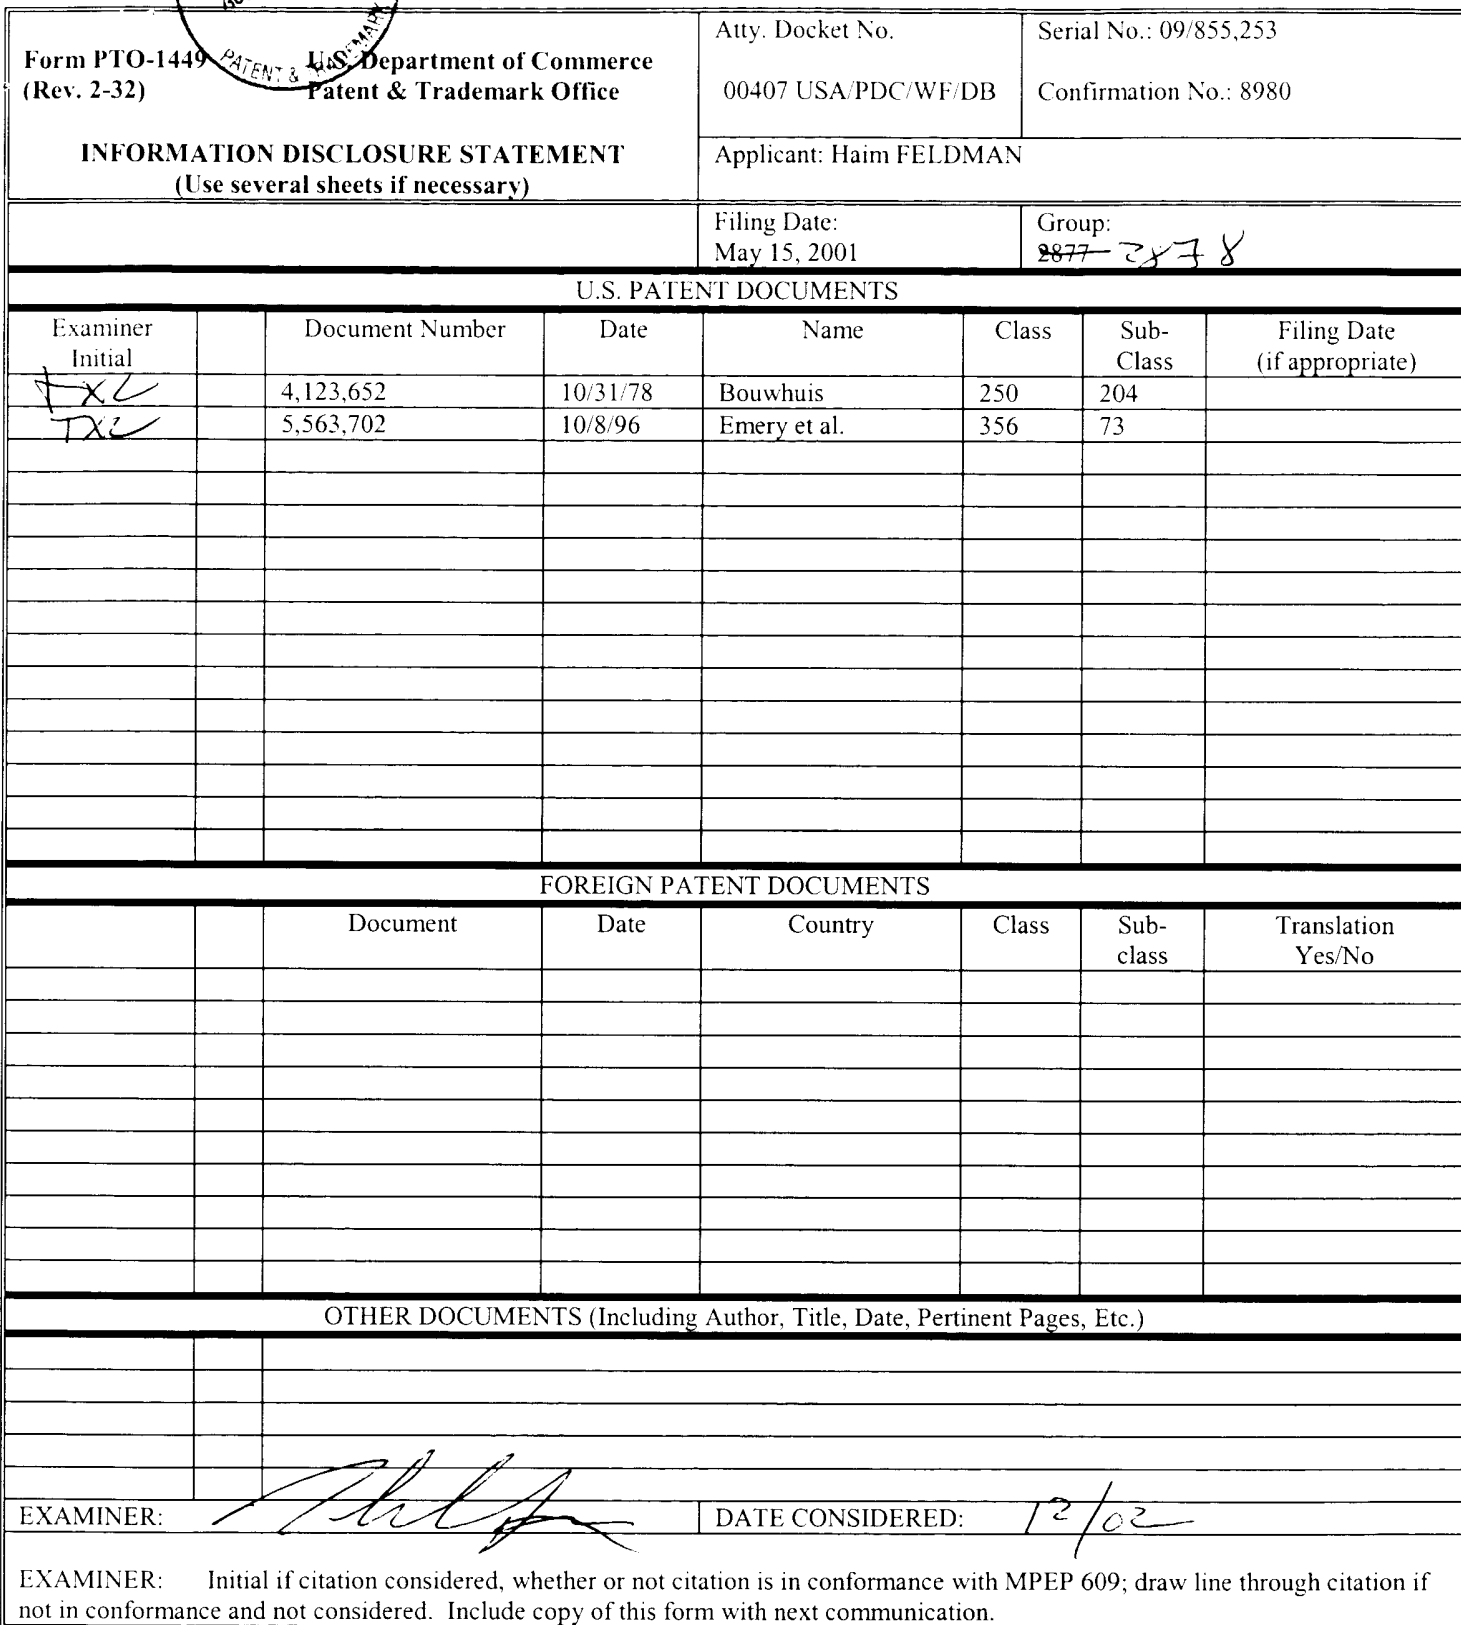 PATENT & TRADEMARK
Form PTO-1449 U.S. Department of Commerce
(Rev. 2-32) Patent & Trademark Office
INFORMATION DISCLOSURE STATEMENT
(Use several sheets if necessary)
Atty. Docket No.
00407 USA/PDC/WF/DB
Serial No.: 09/855,253
Confirmation No.: 8980
Applicant: Haim FELDMAN
Filing Date:
May 15, 2001
Group:
2877 2878
U.S. PATENT DOCUMENTS
Examiner Initial Document Number Date Name Class Sub-Class Filing Date (if appropriate)
TXL 4,123,652 10/31/78 Bouwhuis 250 204
TXL 5,563,702 10/8/96 Emery et al. 356 73
FOREIGN PATENT DOCUMENTS
Document Date Country Class Sub-class Translation Yes/No
OTHER DOCUMENTS (Including Author, Title, Date, Pertinent Pages, Etc.)
EXAMINER: DATE CONSIDERED: 12/02
EXAMINER: Initial if citation considered, whether or not citation is in conformance with MPEP 609; draw line through citation if
not in conformance and not considered. Include copy of this form with next communication.